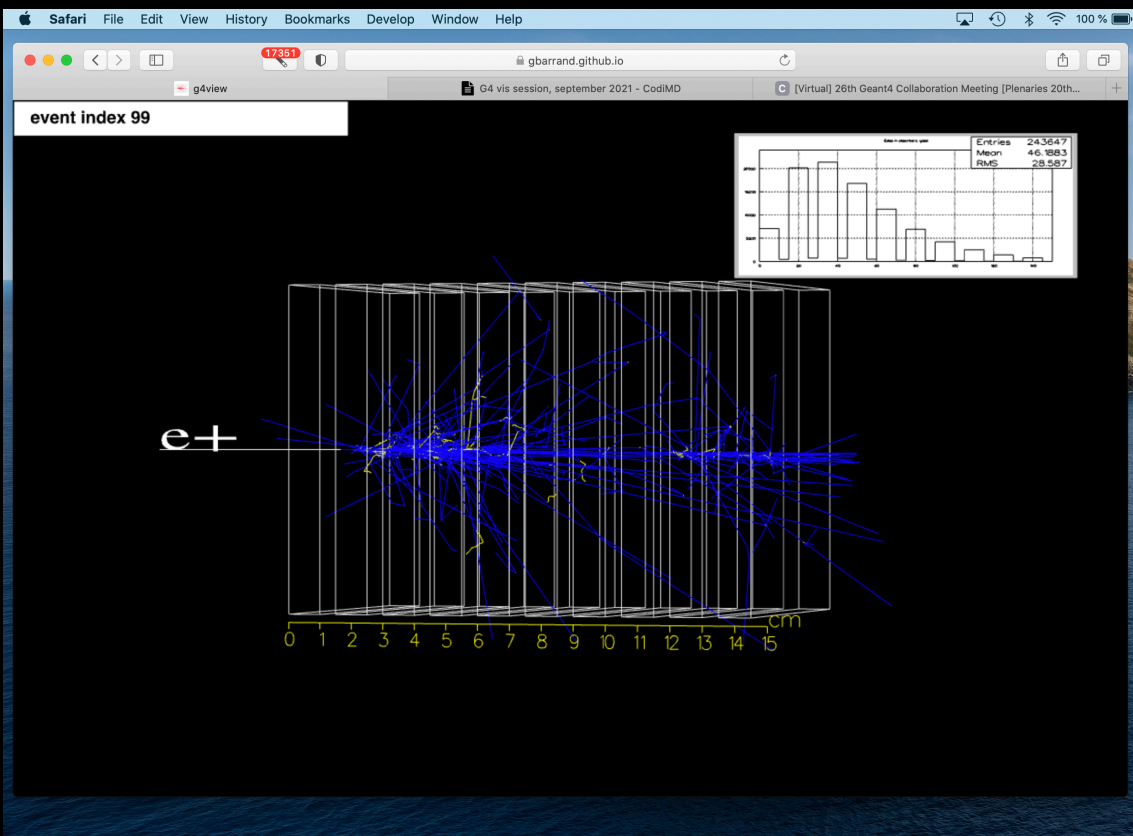 Safari File Edit View History Bookmarks Develop Window Help 100 %
17351
gbarrand.github.io
g4view
G4 vis session, september 2021 - CodiMD
[Virtual] 26th Geant4 Collaboration Meeting [Plenaries 20th...
event index 99
Entries 243647
Mean 46.1883
RMS 28.587
e+
cm
0 1 2 3 4 5 6 7 8 9 10 11 12 13 14 15